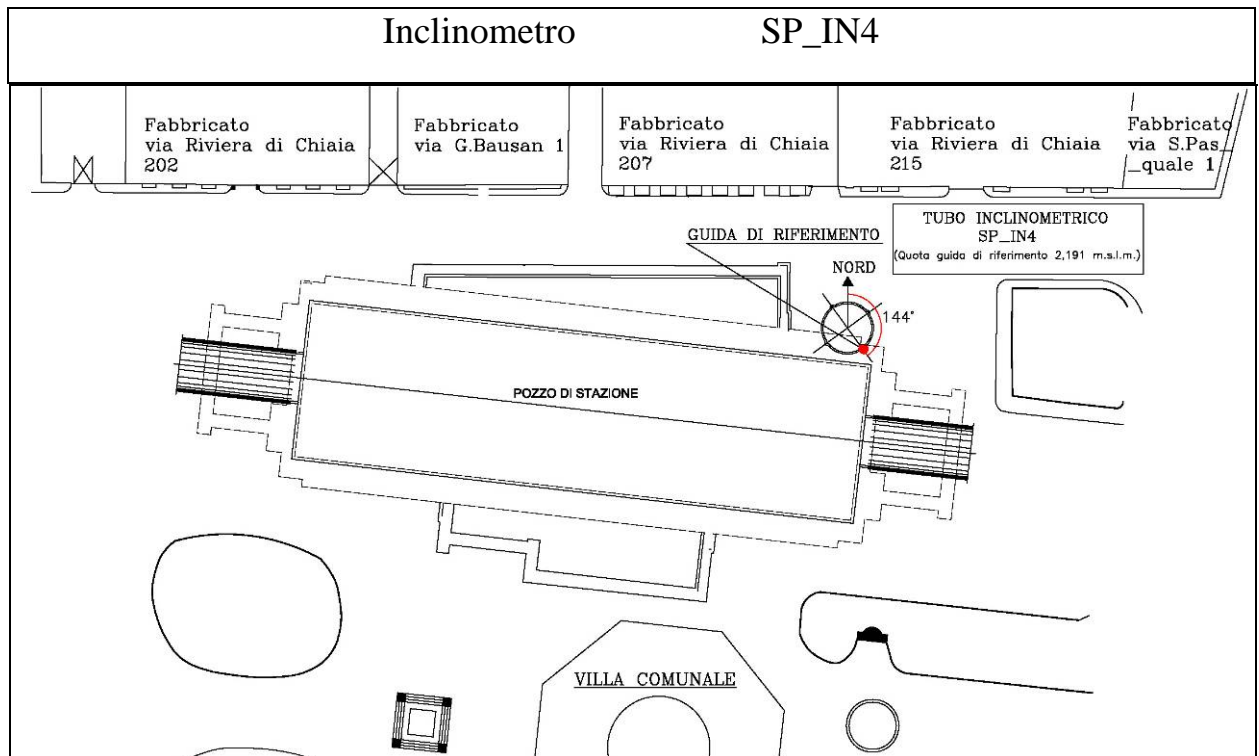 Inclinometro SP_IN4
Fabbricato
via Riviera di Chiaia
202
Fabbricato
via G.Bausan 1
Fabbricato
via Riviera di Chiaia
207
Fabbricato
via Riviera di Chiaia
215
Fabbricato
via S.Pas_
_quale 1
TUBO INCLINOMETRICO
SP_IN4
(Quota guida di riferimento 2,191 m.s.l.m.)
GUIDA DI RIFERIMENTO
NORD
144°
POZZO DI STAZIONE
VILLA COMUNALE